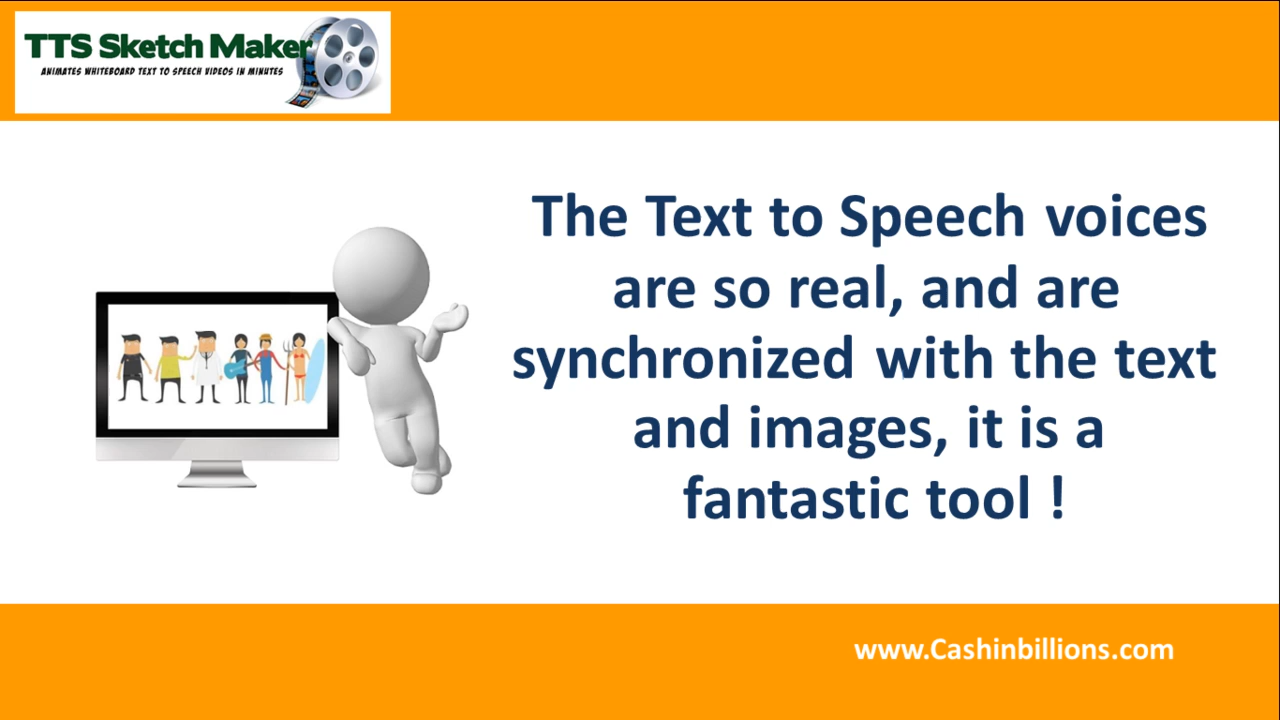 TTS Sketch Maker
ANIMATES WHITEBOARD TEXT TO SPEECH VIDEOS IN MINUTES
The Text to Speech voices
are so real, and are
synchronized with the text
and images, it is a
fantastic tool !
www.Cashinbillions.com